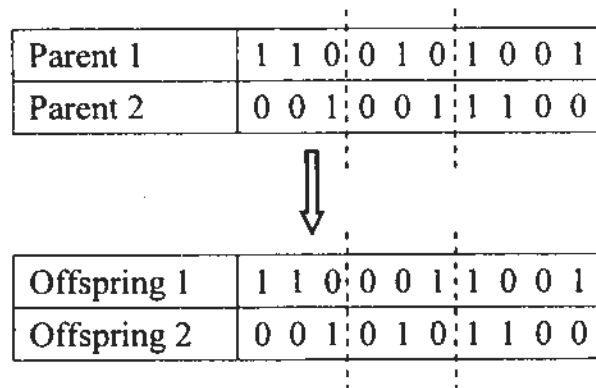 Parent 1 1 1 0 0 1 0 1 0 0 1
Parent 2 0 0 1 0 0 1 1 1 0 0
Offspring 1 1 1 0 0 0 1 1 0 0 1
Offspring 2 0 0 1 0 1 0 1 1 0 0